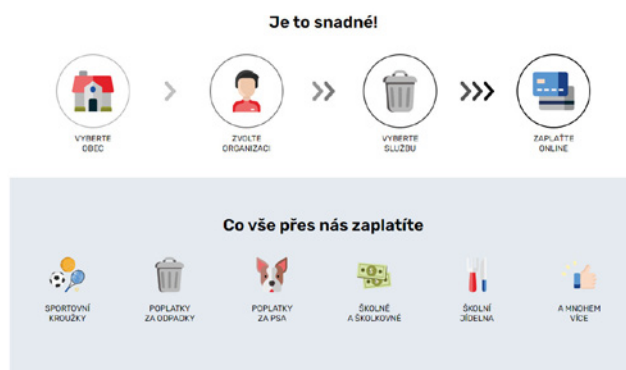 Je to snadné!
VYBERTE
OBEC
ZVOLTE
ORGANIZACI
VYBERTE
SLUŽBU
ZAPLAŤTE
ONLINE
Co vše přes nás zaplatíte
SPORTOVNÍ
KROUŽKY
POPLATKY
ZA ODPADKY
POPLATKY
ZA PSA
ŠKOLNÉ
A ŠKOLKOVNÉ
ŠKOLNÍ
JÍDELNA
A MNOHEM
VÍCE